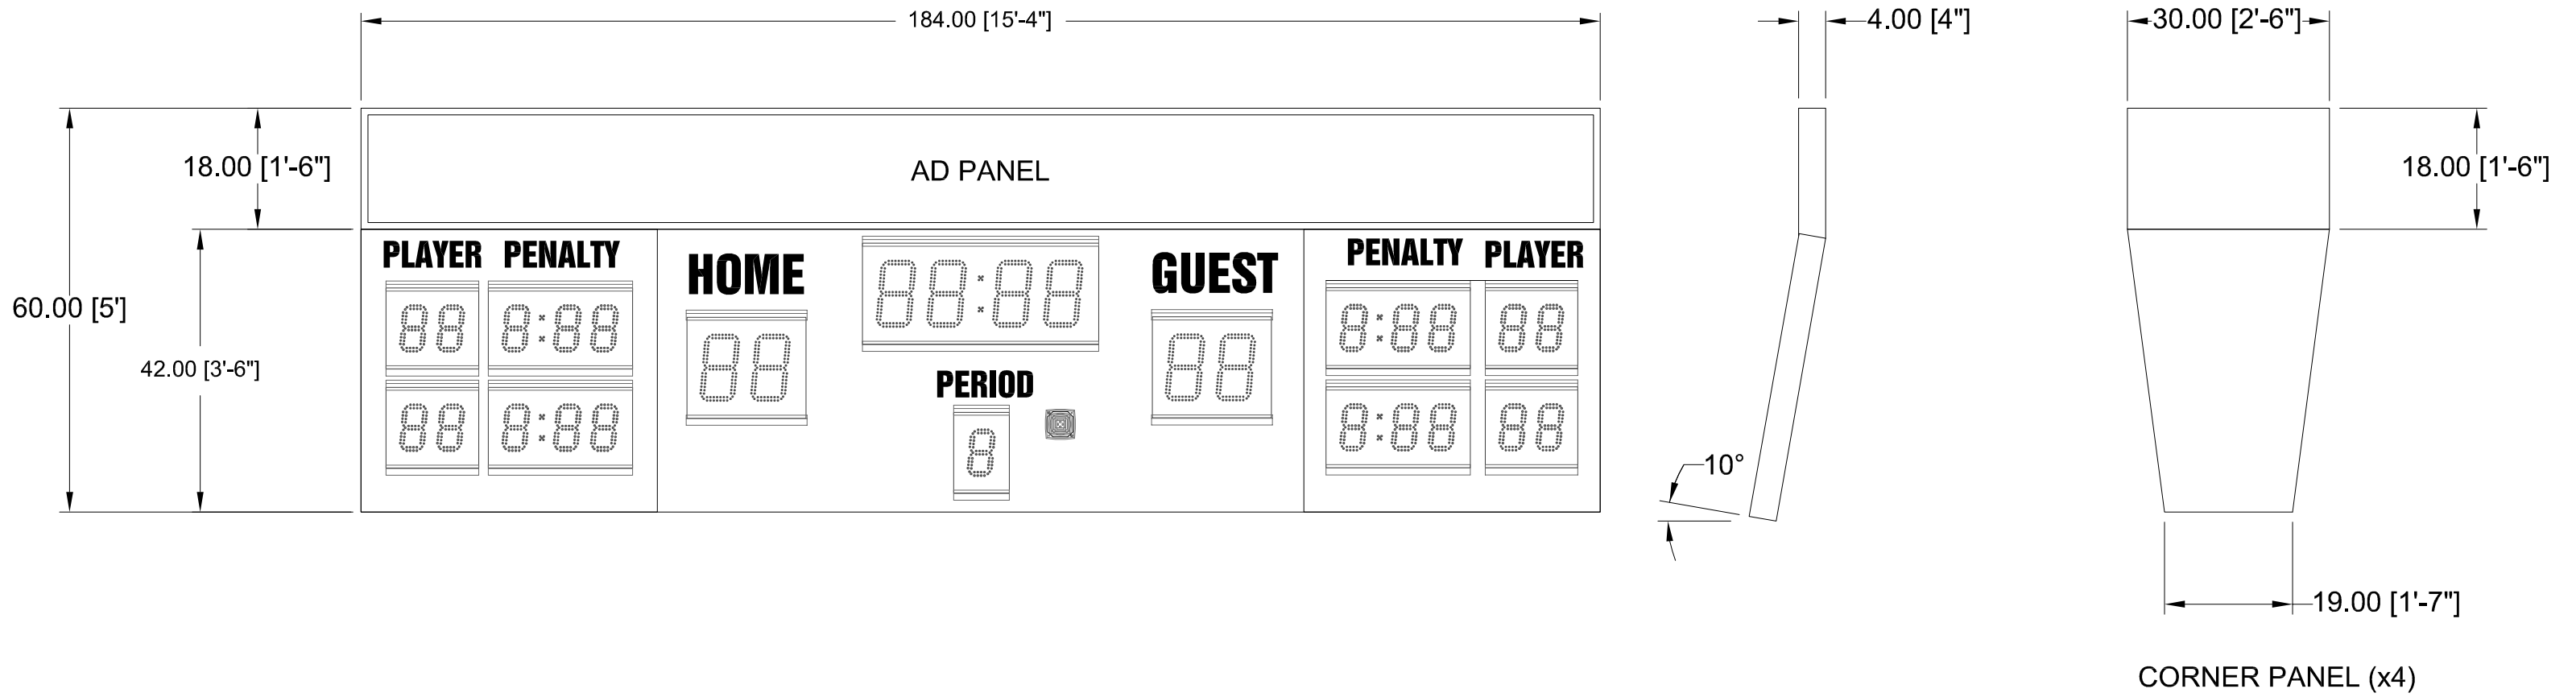 184.00 [15'-4"]
4.00 [4"]
30.00 [2'-6"]
18.00 [1'-6"]
AD PANEL
18.00 [1'-6"]
PLAYER PENALTY
HOME
88:88
GUEST
PENALTY PLAYER
60.00 [5']
42.00 [3'-6"]
88 8:88
88
88
8:88 88
PERIOD
88 8:88
8
8:88 88
10°
19.00 [1'-7"]
CORNER PANEL (x4)